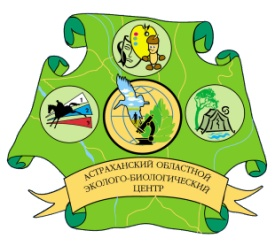 АСТРАХАНСКИЙ ОБЛАСТНОЙ
ЭКОЛОГО-БИОЛОГИЧЕСКИЙ
ЦЕНТР